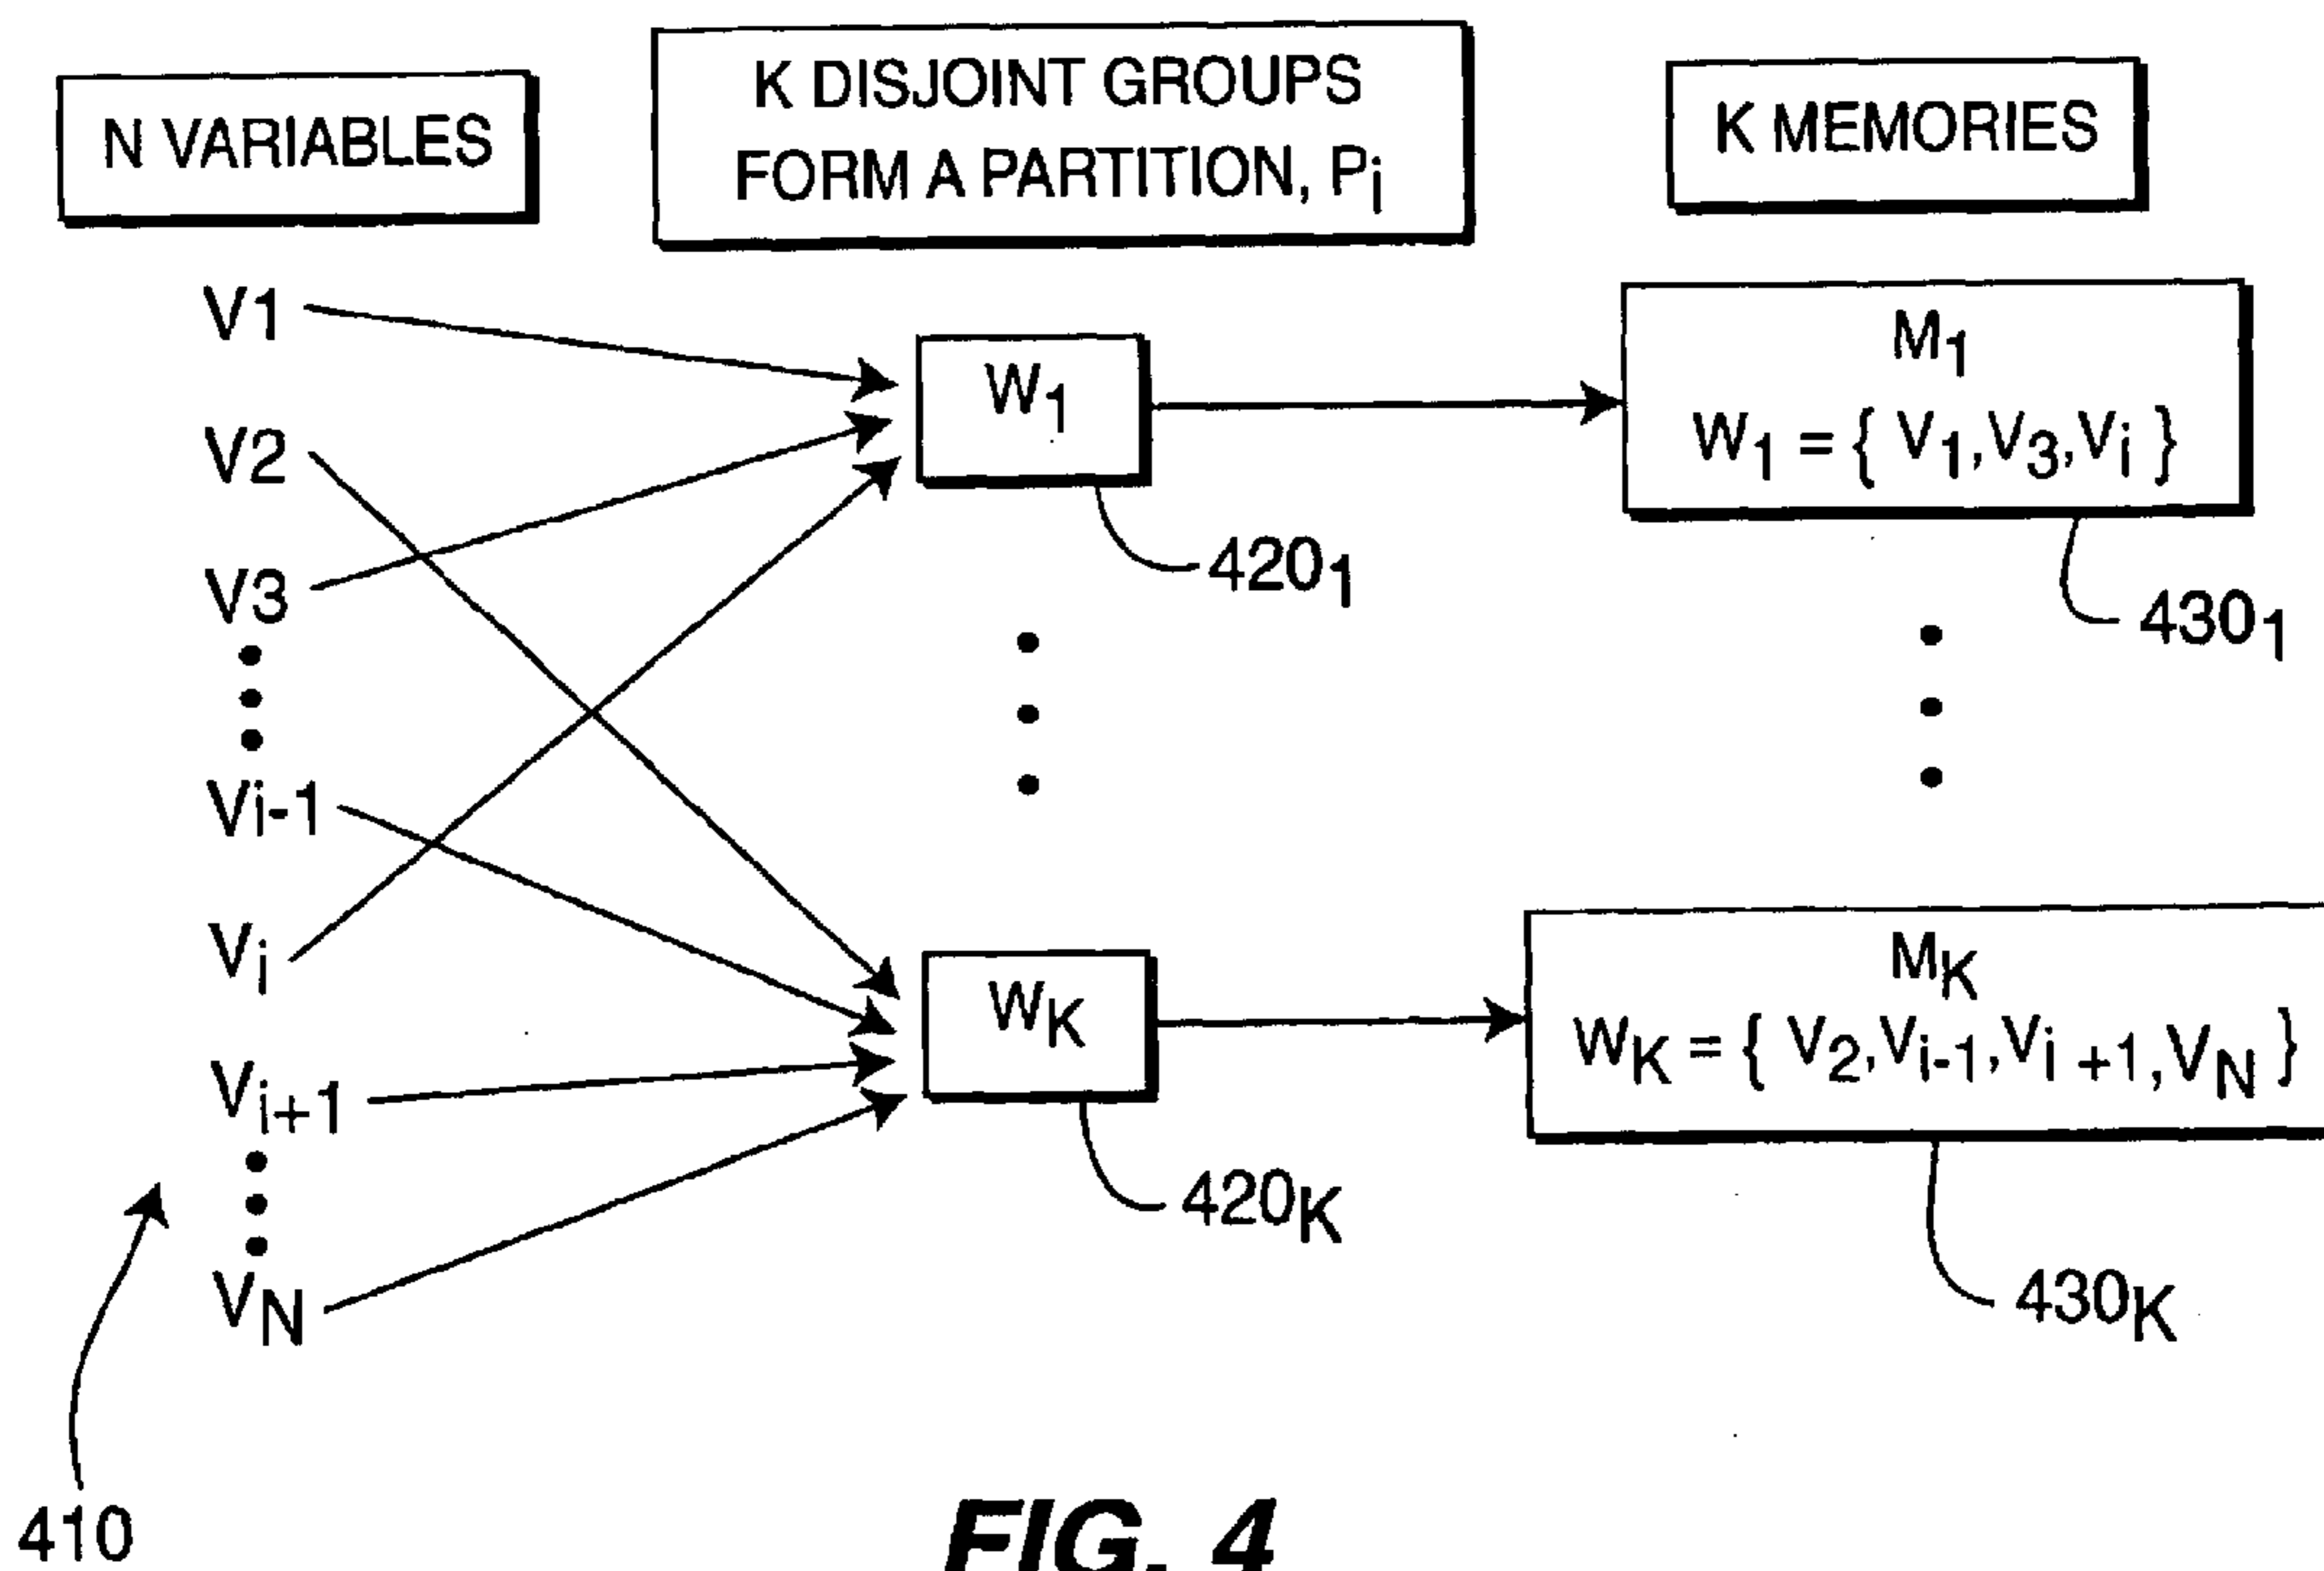 N VARIABLES
K DISJOINT GROUPS
FORM A PARTITION, Pi
K MEMORIES
V1
V2
V3
Vi-1
Vi
Vi+1
VN
410
W1
4201
WK
420K
M1
W1 = { V1,V3,Vi }
4301
MK
WK = { V2,Vi-1,Vi +1,VN }
430K
FIG. 4